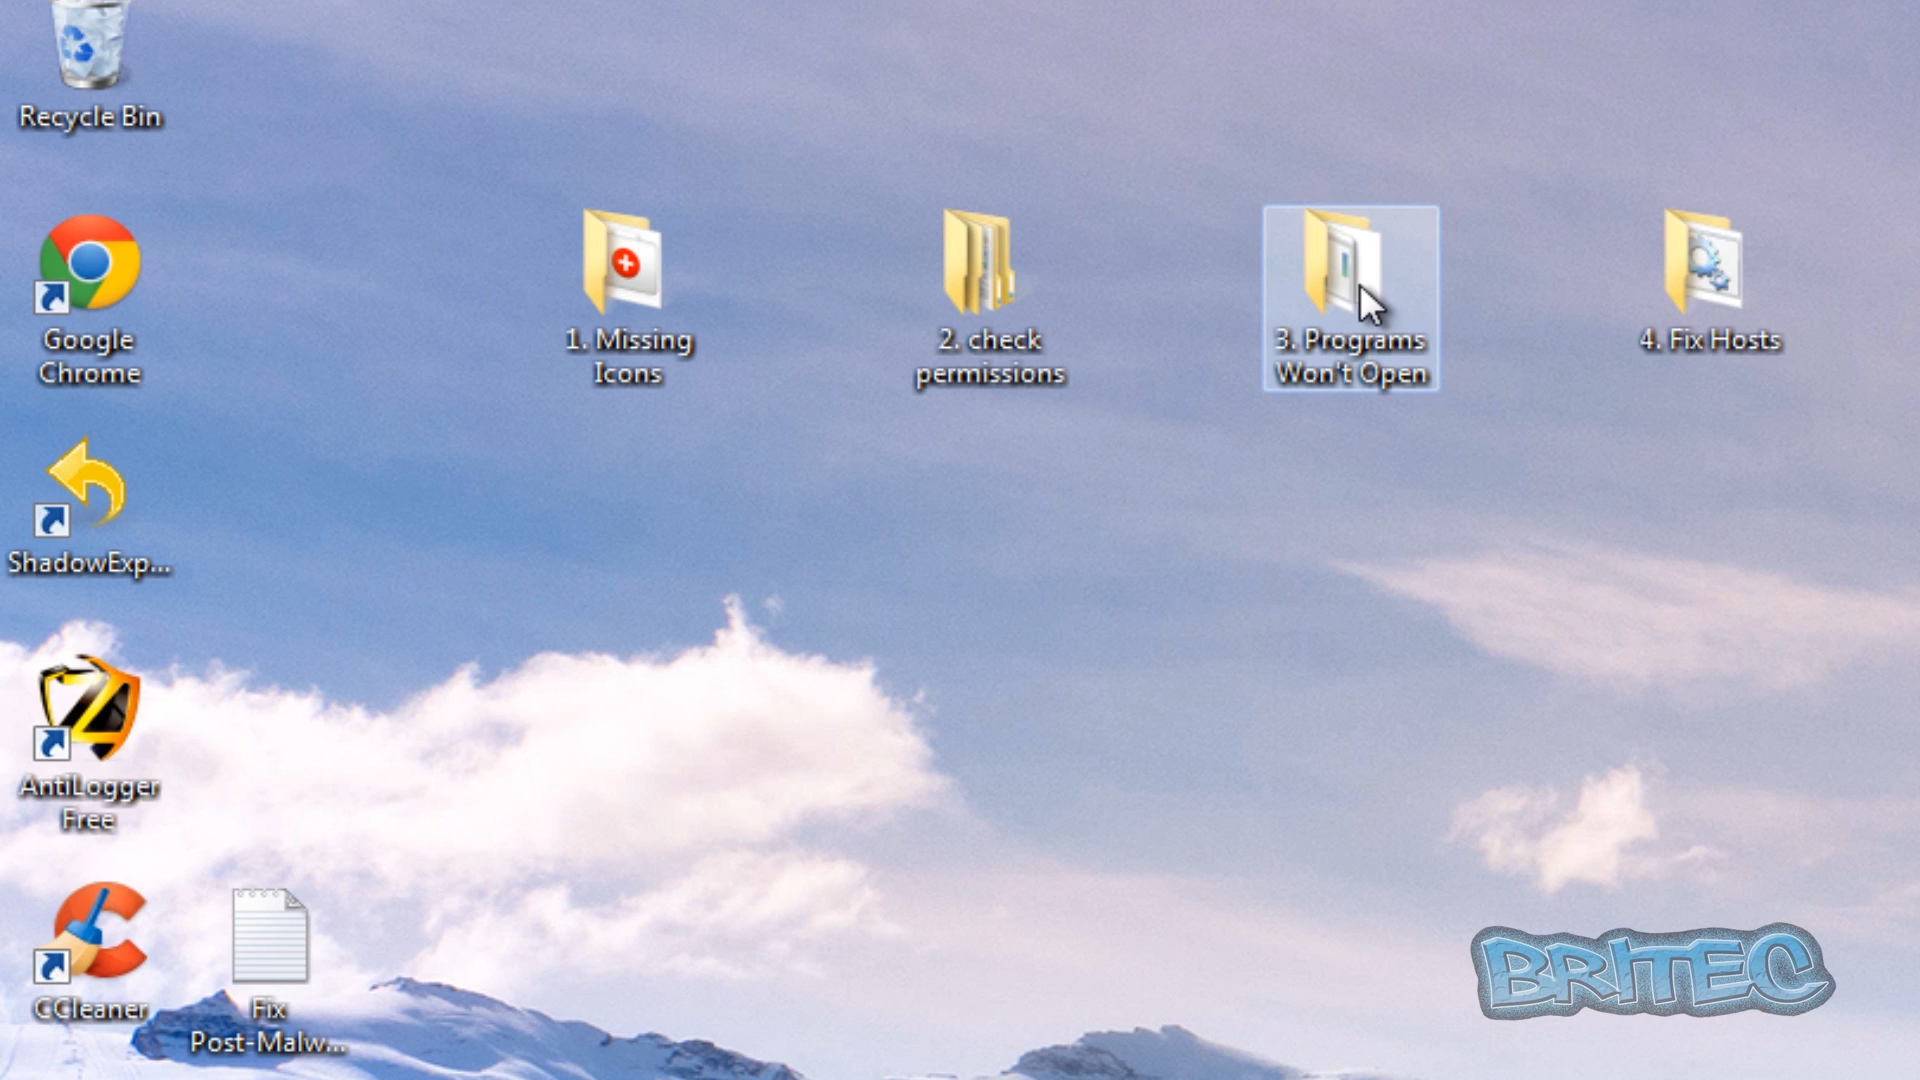 Recycle Bin
Google
Chrome
1. Missing
Icons
2. check
permissions
3. Programs
Won't Open
4. Fix Hosts
ShadowExp...
AntiLogger
Free
CCleaner
Fix
Post-Malw...
BRITEC